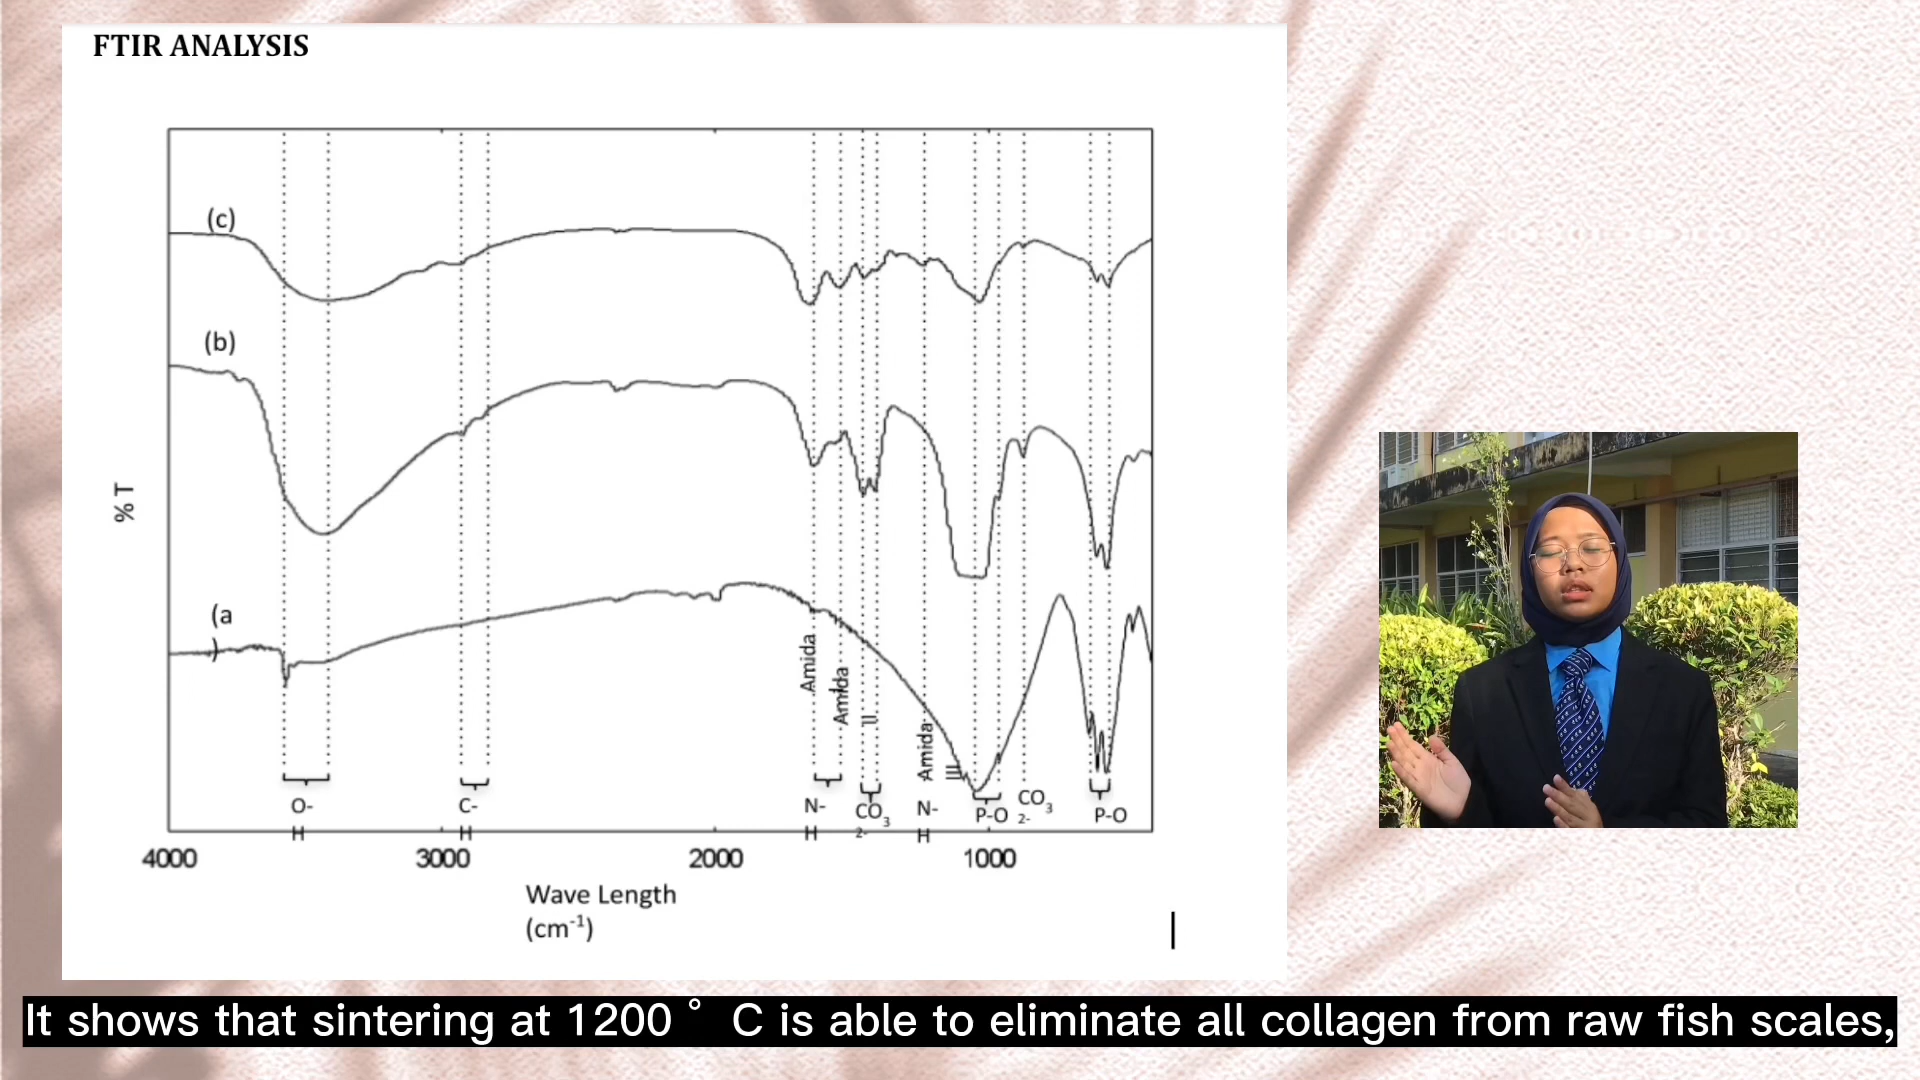 FTIR ANALYSIS
(c)
(b)
(a
)
% T
Amida
Amida
II
Amida
III
O-
H
C-
H
N-
H
CO3
2-
N-
H
P-O
CO3
2-
P-O
4000
3000
2000
1000
Wave Length
(cm-1)
It shows that sintering at 1200 ° C is able to eliminate all collagen from raw fish scales,